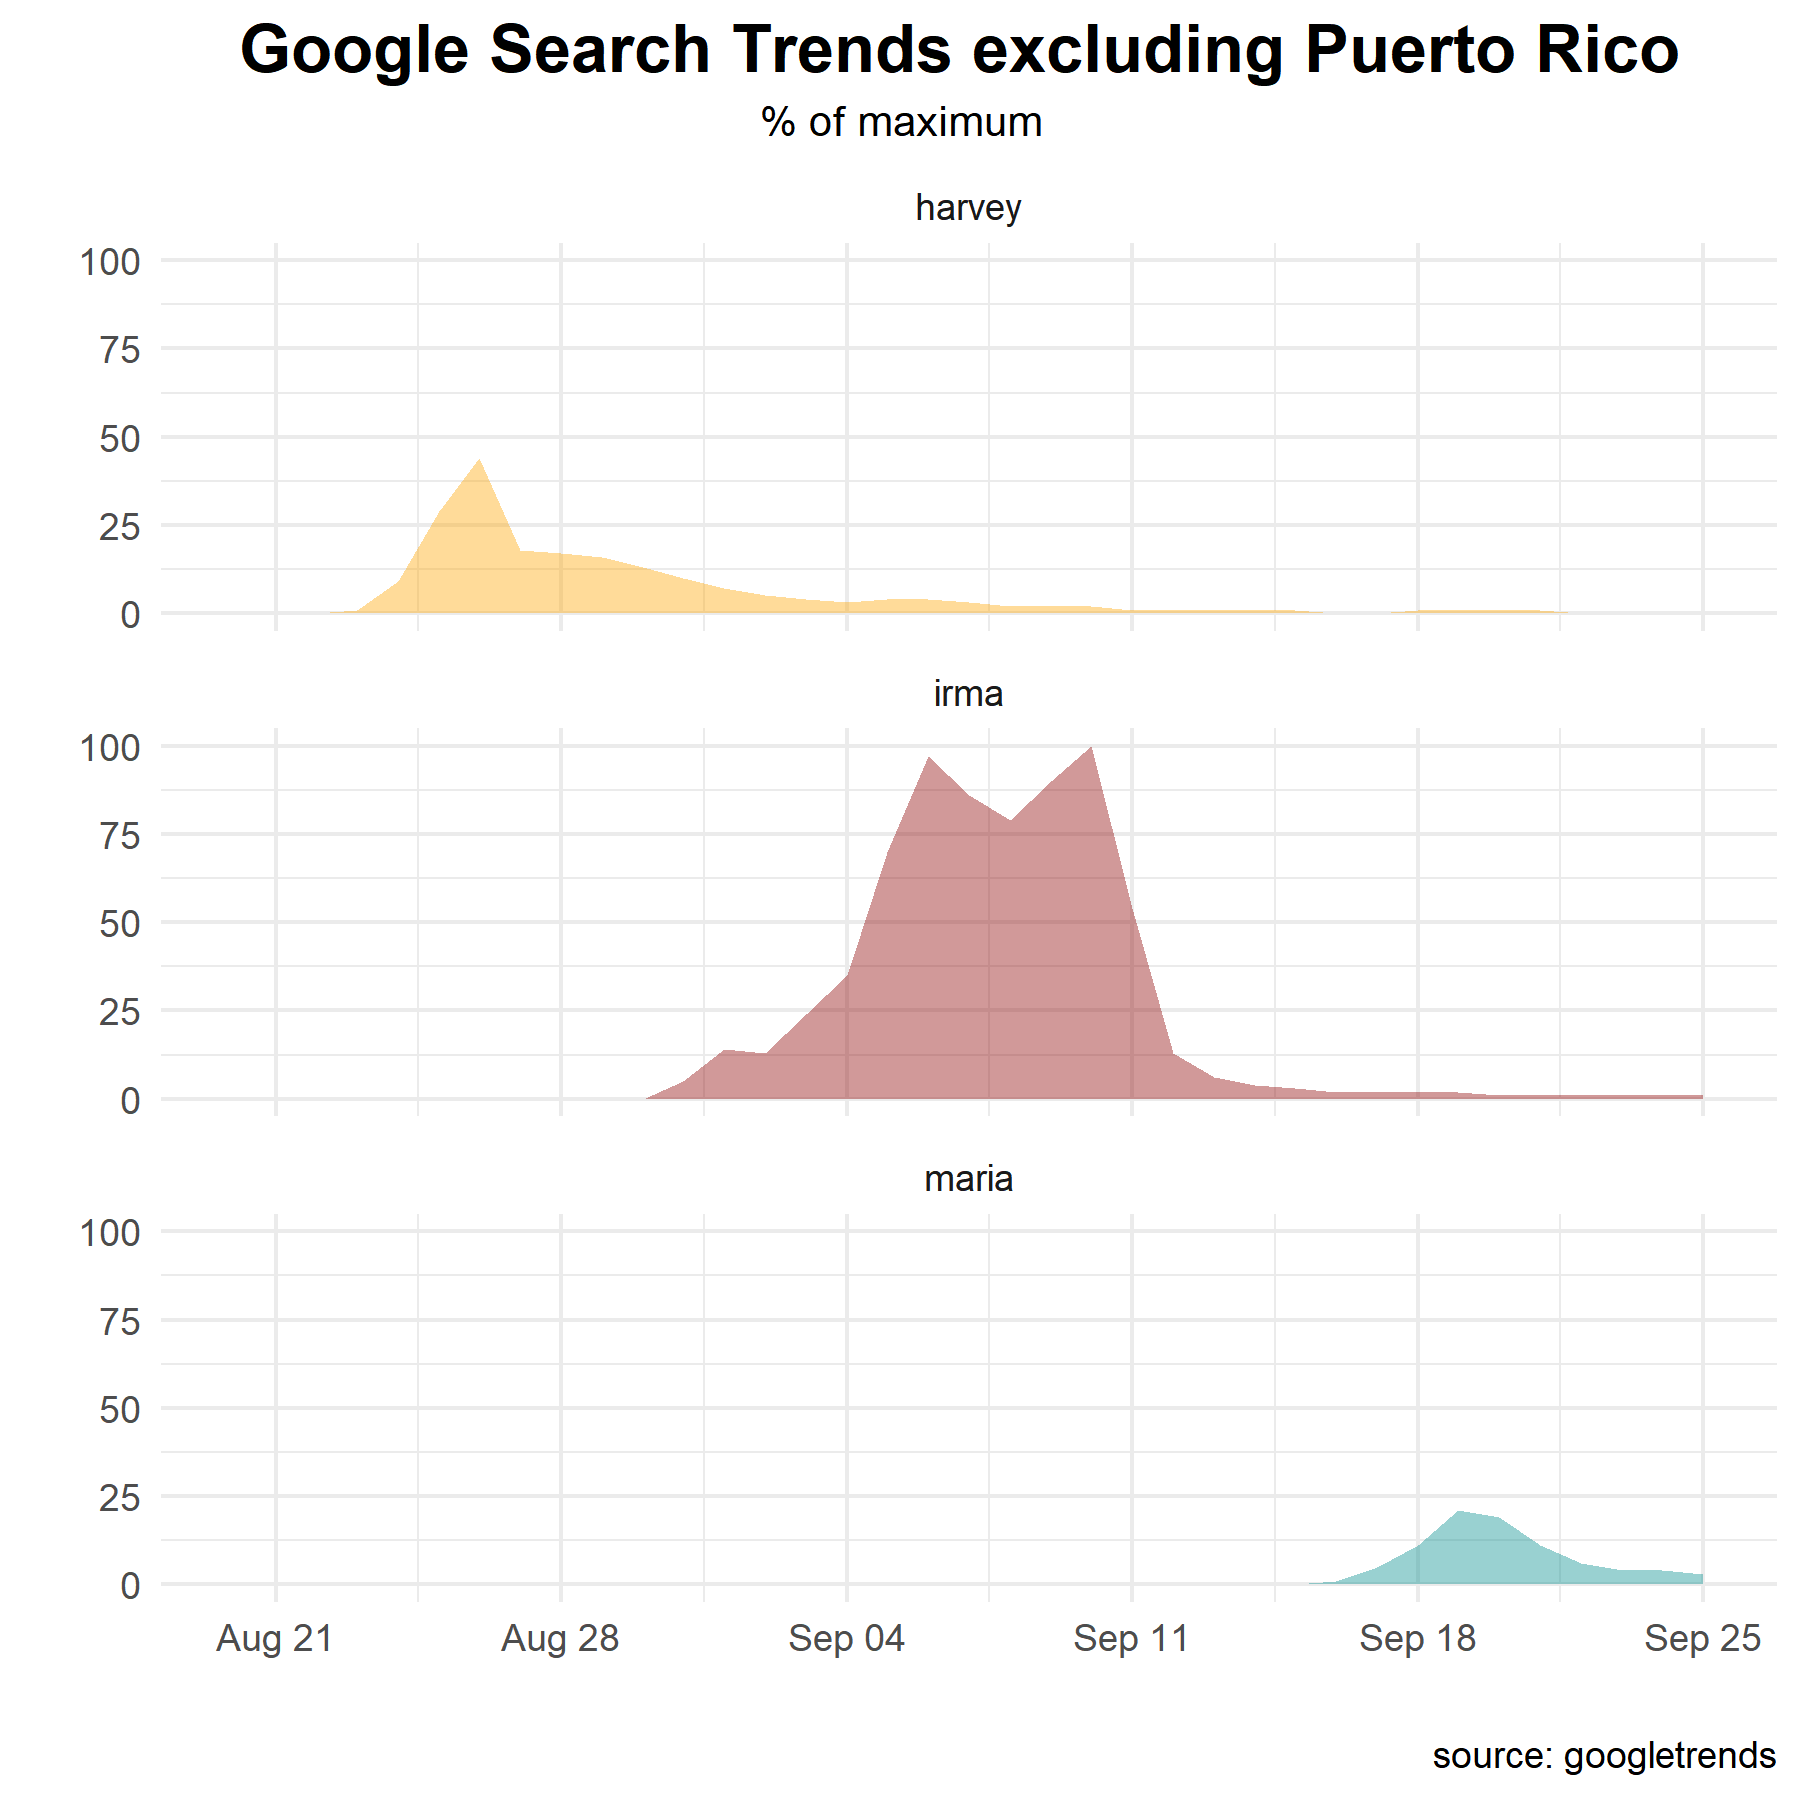 Google Search Trends excluding Puerto Rico
% of maximum
harvey
100
75
50
25
0
irma
100
75
50
25
0
maria
100
75
50
25
0
Aug 21 Aug 28 Sep 04 Sep 11 Sep 18 Sep 25
source: googletrends